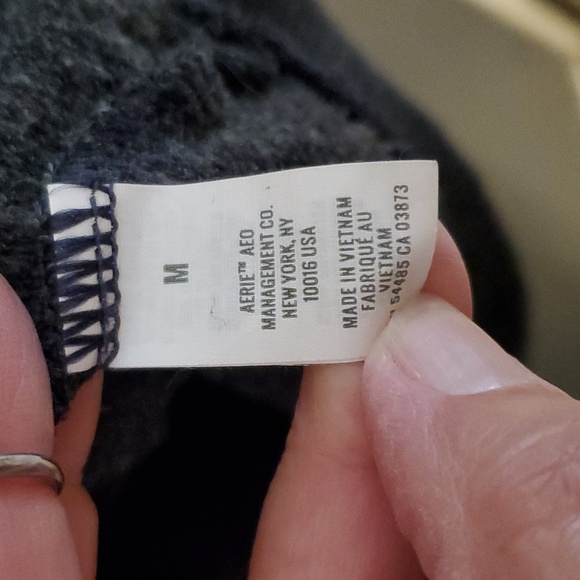 M
AERIE™ AEO
MANAGEMENT CO.
NEW YORK, NY
10016 USA
MADE IN VIETNAM
FABRIQUÉ AU
VIETNAM
54485 CA 03873